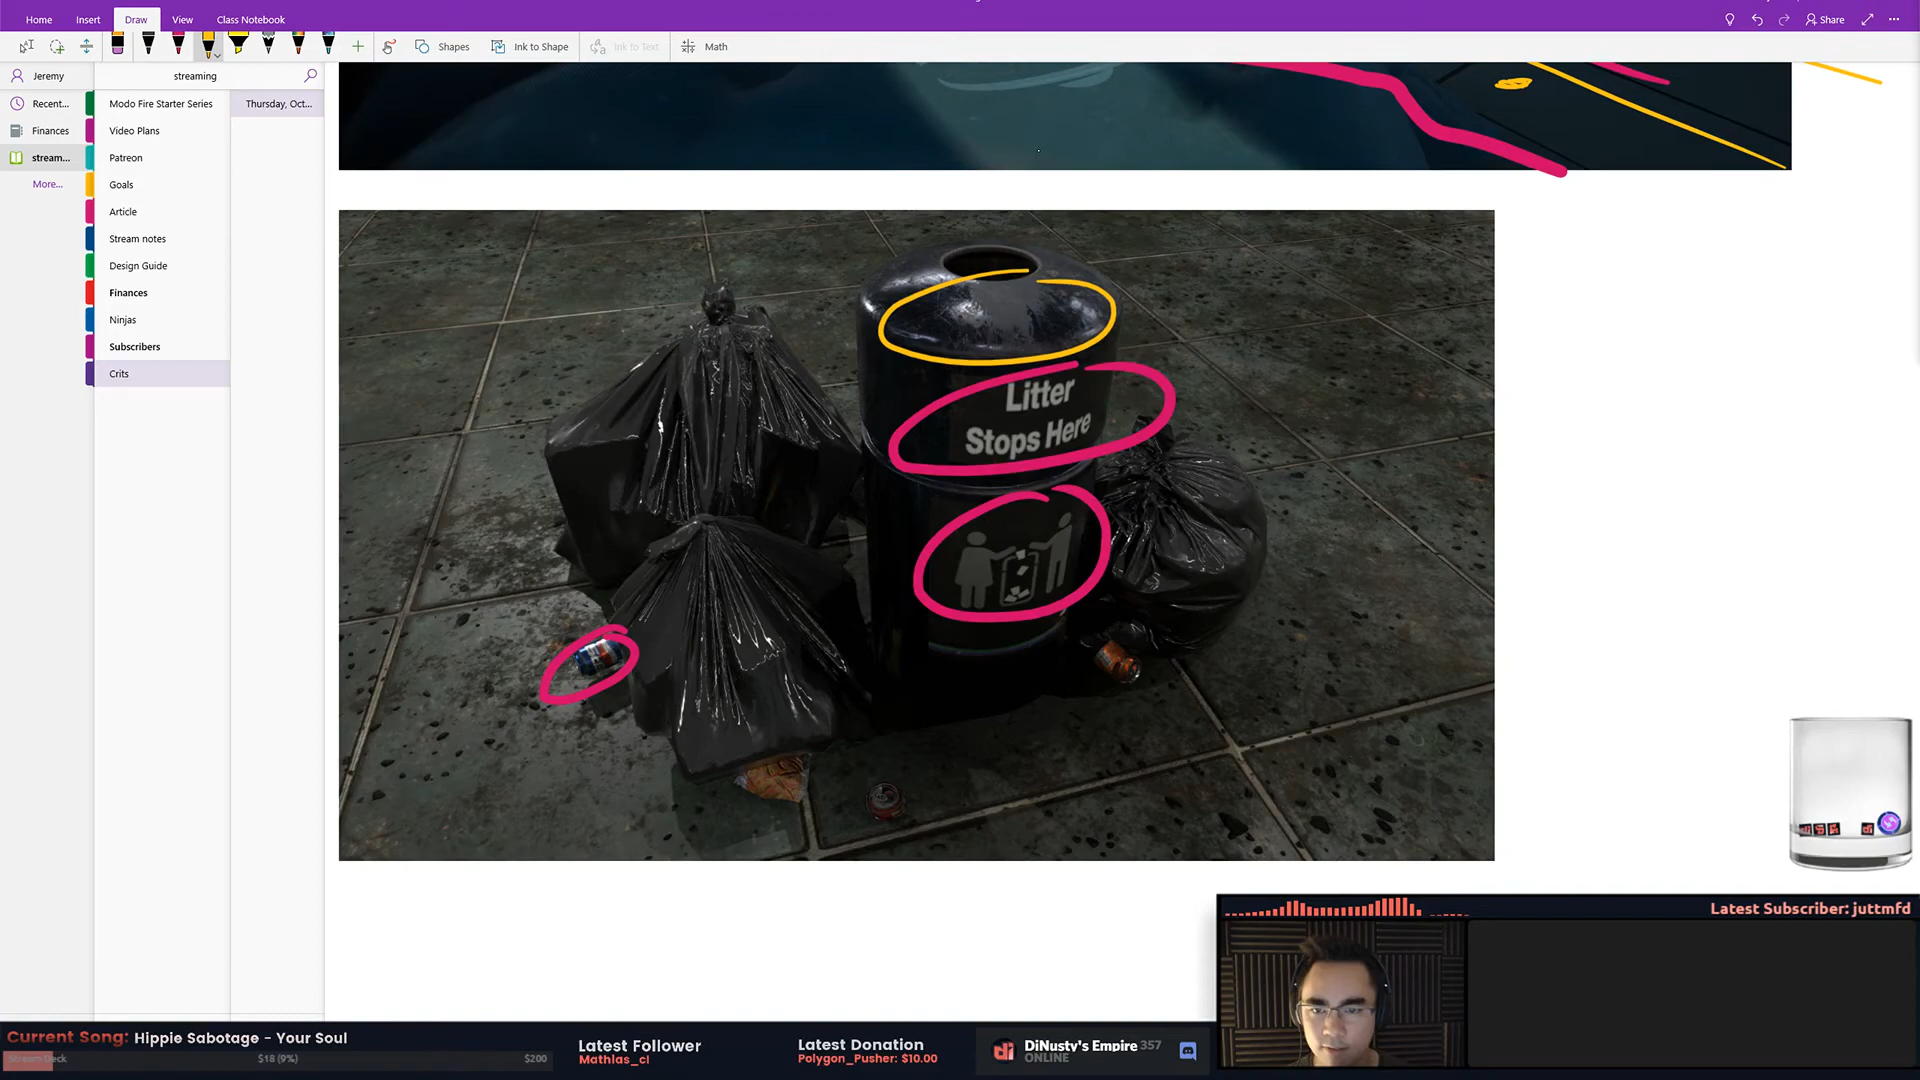 Home
Insert
Draw
View
Class Notebook
Share
Shapes
Ink to Shape
Ink to Text
Math
Jeremy
streaming
Recent...
Finances
stream...
More...
Modo Fire Starter Series
Video Plans
Patreon
Goals
Article
Stream notes
Design Guide
Finances
Ninjas
Subscribers
Crits
Thursday, Oct...
Litter
Stops Here
Latest Subscriber: juttmfd
Current Song: Hippie Sabotage - Your Soul
Stream Deck
$18 (9%)
$200
Latest Follower
Mathlas_cl
Latest Donation
Polygon_Pusher: $10.00
DiNusty's Empire 357
ONLINE